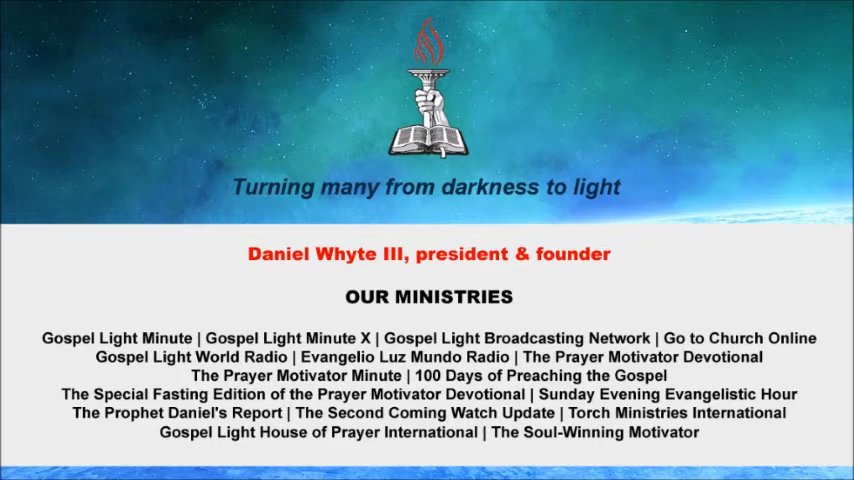 Turning many from darkness to light
Daniel Whyte III, president & founder
OUR MINISTRIES
Gospel Light Minute | Gospel Light Minute X | Gospel Light Broadcasting Network | Go to Church Online
Gospel Light World Radio | Evangelio Luz Mundo Radio | The Prayer Motivator Devotional
The Prayer Motivator Minute | 100 Days of Preaching the Gospel
The Special Fasting Edition of the Prayer Motivator Devotional | Sunday Evening Evangelistic Hour
The Prophet Daniel's Report | The Second Coming Watch Update | Torch Ministries International
Gospel Light House of Prayer International | The Soul-Winning Motivator